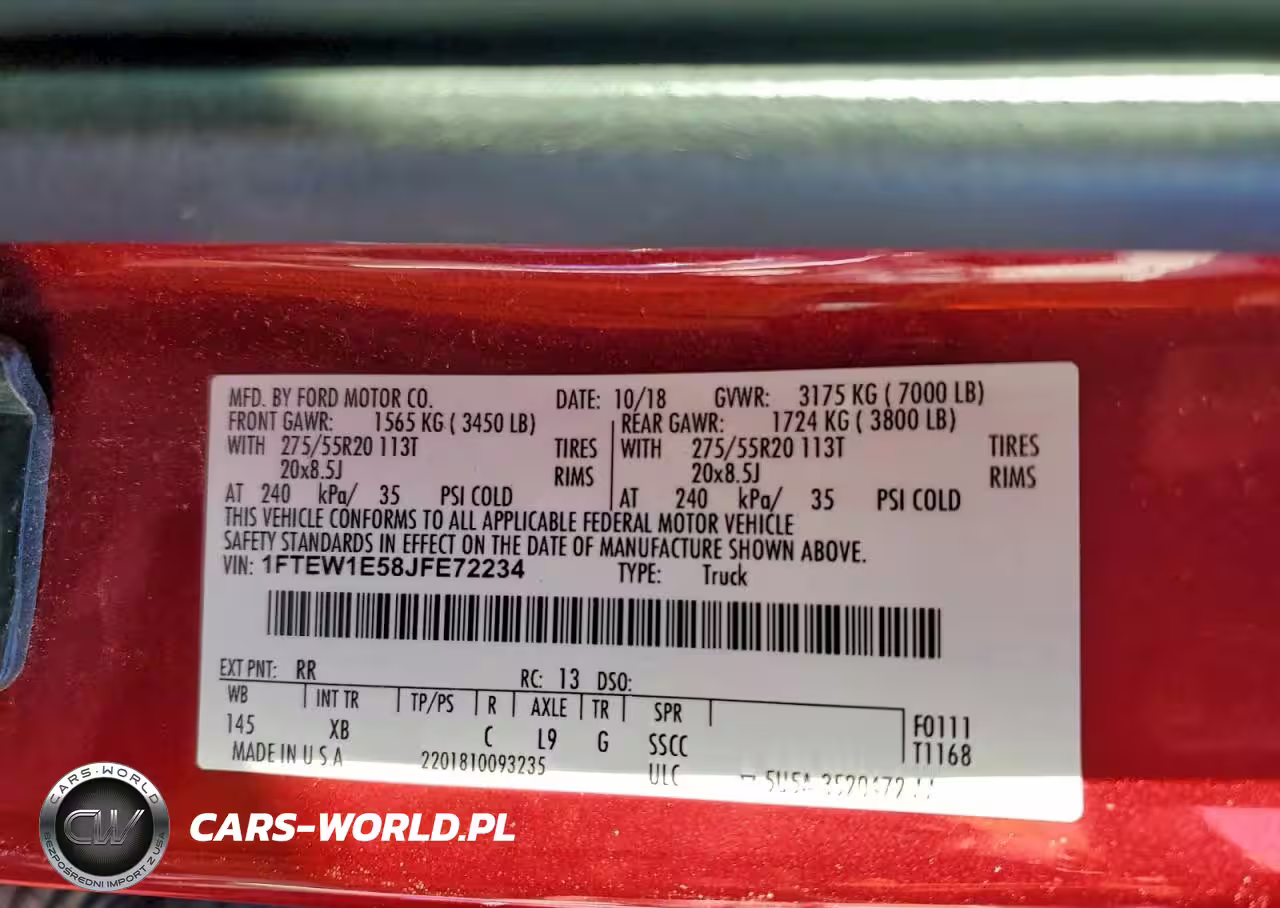 MFD. BY FORD MOTOR CO. DATE: 10/18 GVWR: 3175 KG ( 7000 LB)
FRONT GAWR: 1565 KG ( 3450 LB) REAR GAWR: 1724 KG ( 3800 LB)
WITH 275/55R20 113T TIRES WITH 275/55R20 113T TIRES
20x8.5J RIMS 20x8.5J RIMS
AT 240 kPa/ 35 PSI COLD AT 240 kPa/ 35 PSI COLD
THIS VEHICLE CONFORMS TO ALL APPLICABLE FEDERAL MOTOR VEHICLE
SAFETY STANDARDS IN EFFECT ON THE DATE OF MANUFACTURE SHOWN ABOVE.
VIN: 1FTEW1E58JFE72234 TYPE: Truck
EXT PNT: RR RC: 13 DSO:
WB INT TR TP/PS R AXLE TR SPR
145 XB C L9 G SSCC F0111
T1168
MADE IN U S A 2201810093235 ULC
CARS-WORLD
CW
BEZPOŚREDNI IMPORT Z USA
CARS-WORLD.PL